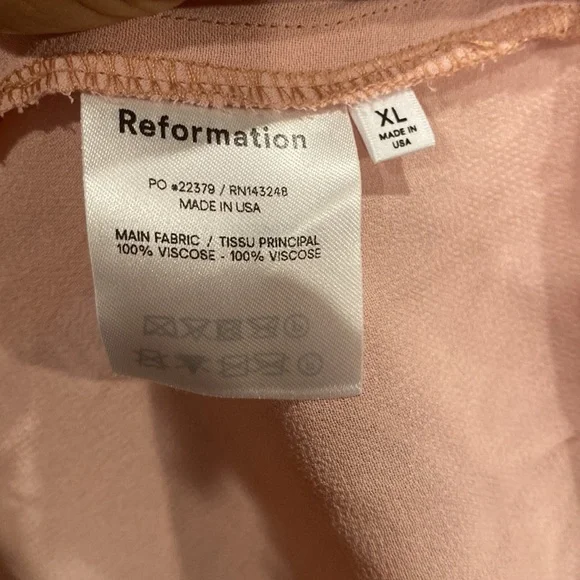 Reformation
XL
MADE IN
USA
PO #22379 / RN143248
MADE IN USA
MAIN FABRIC / TISSU PRINCIPAL
100% VISCOSE - 100% VISCOSE